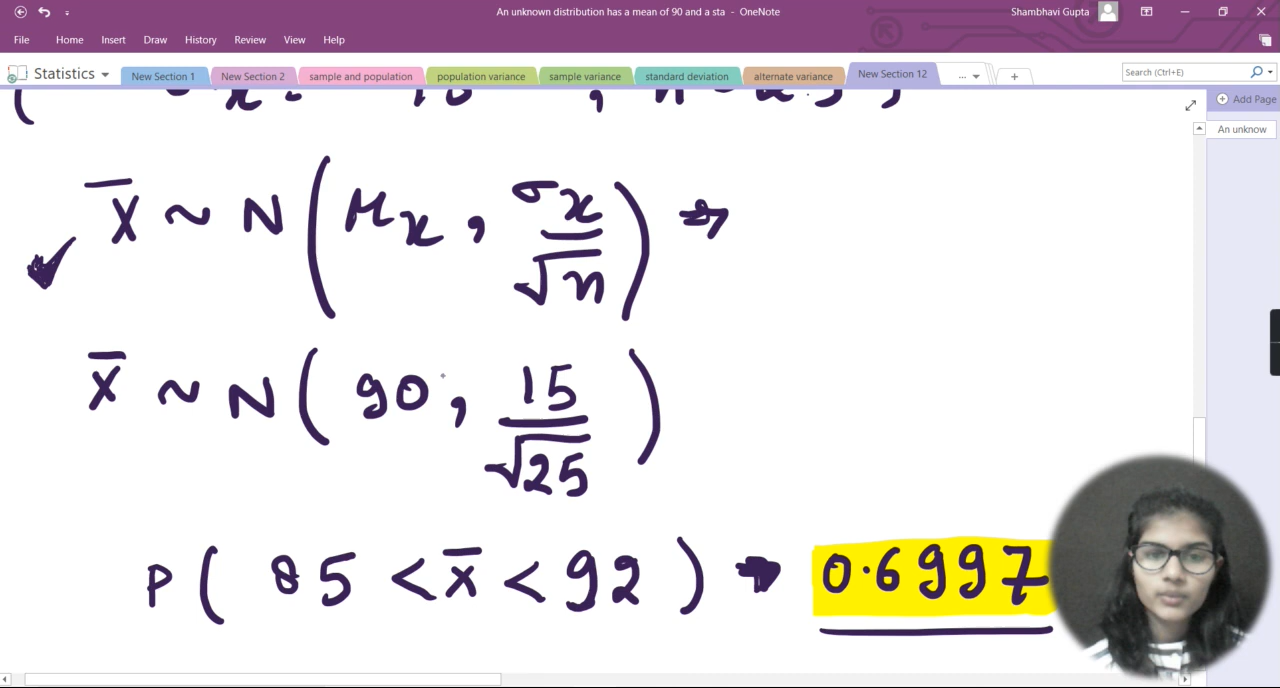 An unknown distribution has a mean of 90 and a sta - OneNote
Shambhavi Gupta
File Home Insert Draw History Review View Help
Statistics New Section 1 New Section 2 sample and population population variance sample variance standard deviation alternate variance New Section 12 ... +
Search (Ctrl+E)
Add Page
An unknow
X̅ ~ N ( μx , σx / √n ) ⇒
X̅ ~ N ( 90 , 15 / √25 )
P ( 85 < x̅ < 92 ) → 0.6997